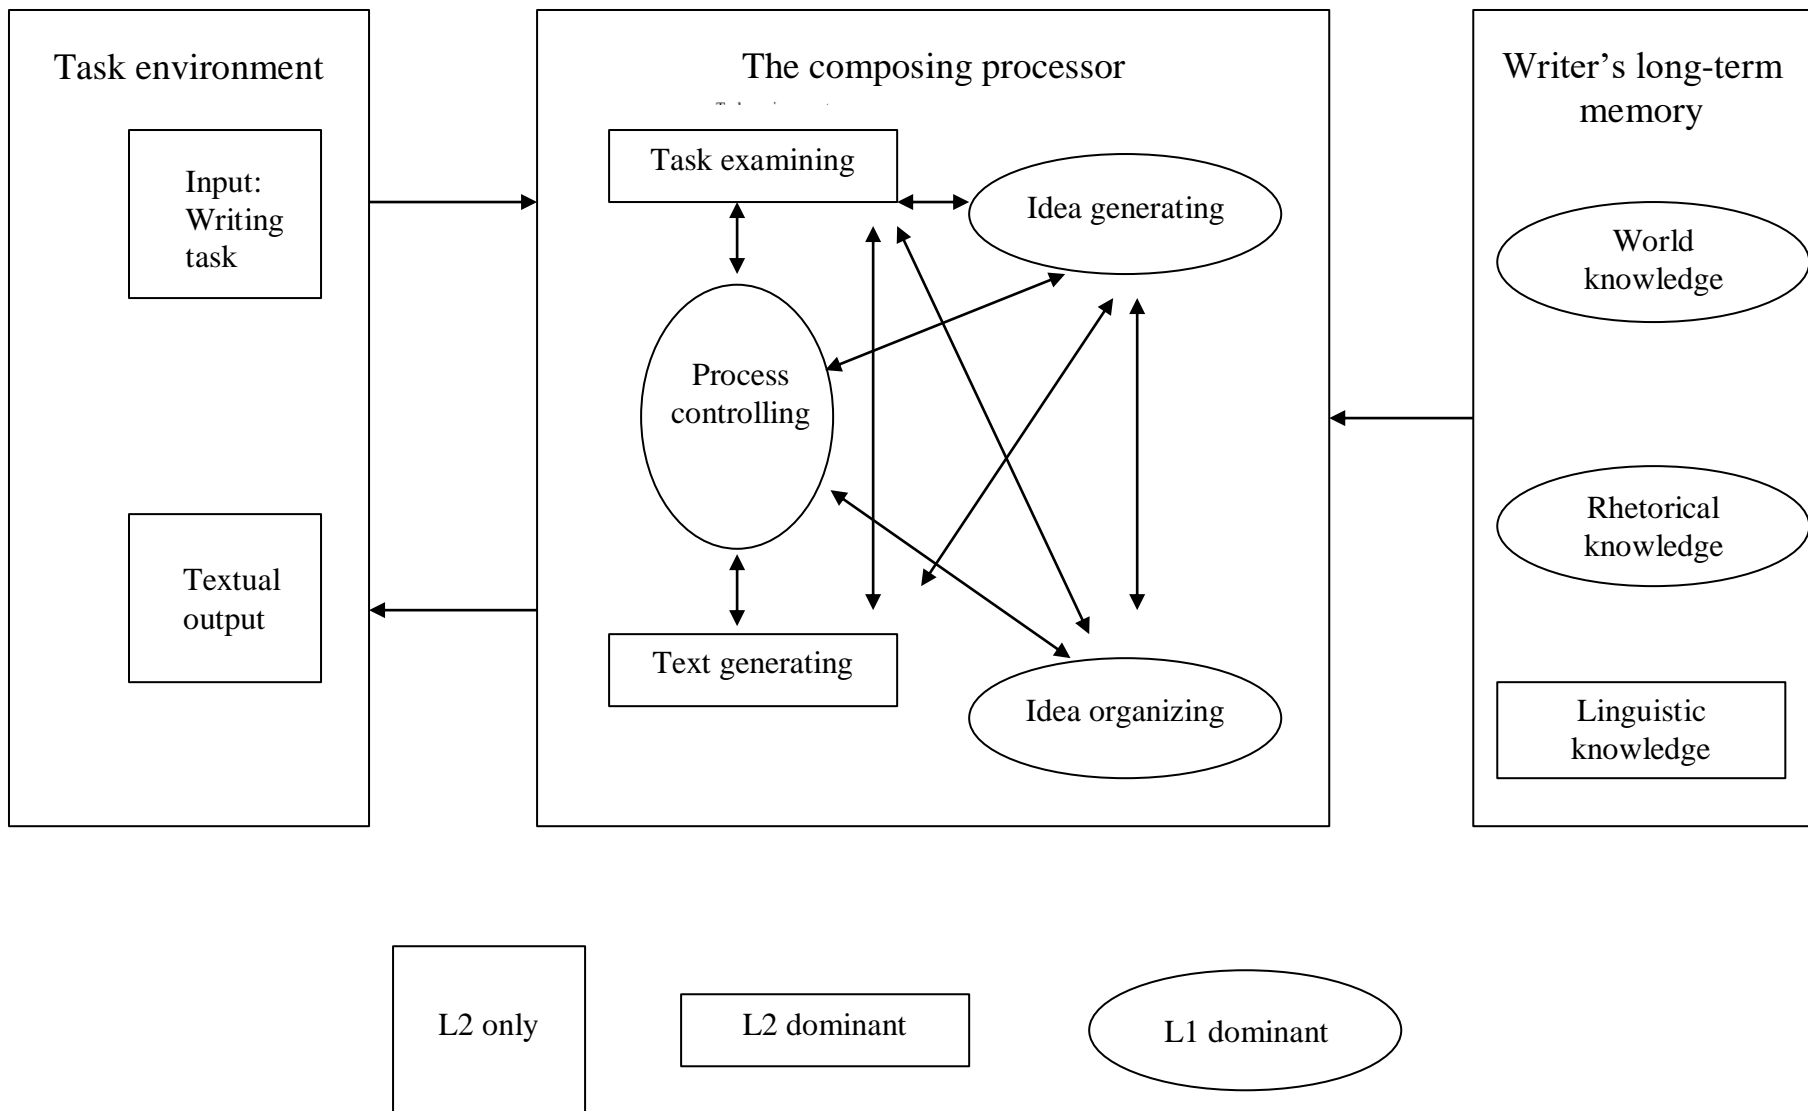 Task environment
Input:
Writing
task
Textual
output
The composing processor
Task examining
Idea generating
Process
controlling
Text generating
Idea organizing
Writer’s long-term
memory
World
knowledge
Rhetorical
knowledge
Linguistic
knowledge
L2 only
L2 dominant
L1 dominant